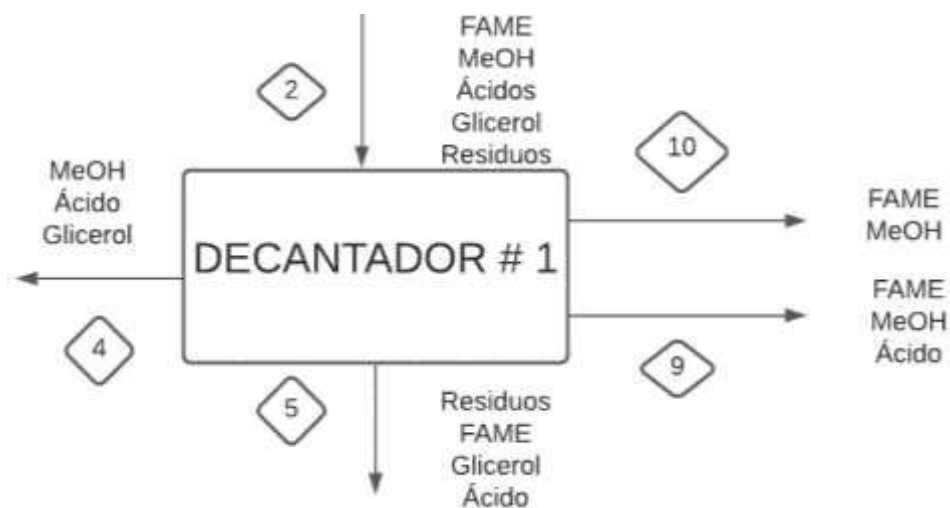 FAME
MeOH
Ácidos
Glicerol
Residuos
2
10
MeOH
Ácido
Glicerol
FAME
MeOH
DECANTADOR # 1
FAME
MeOH
Ácido
4
9
5
Residuos
FAME
Glicerol
Ácido